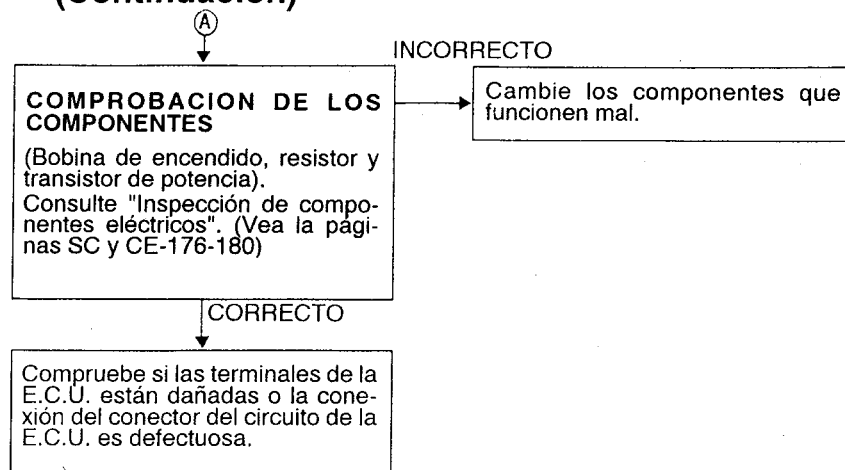 (Continuación)
A
INCORRECTO
COMPROBACION DE LOS
COMPONENTES
(Bobina de encendido, resistor y
transistor de potencia).
Consulte "Inspección de compo-
nentes eléctricos". (Vea la pági-
nas SC y CE-176-180)
Cambie los componentes que
funcionen mal.
CORRECTO
Compruebe si las terminales de la
E.C.U. están dañadas o la cone-
xión del conector del circuito de la
E.C.U. es defectuosa.